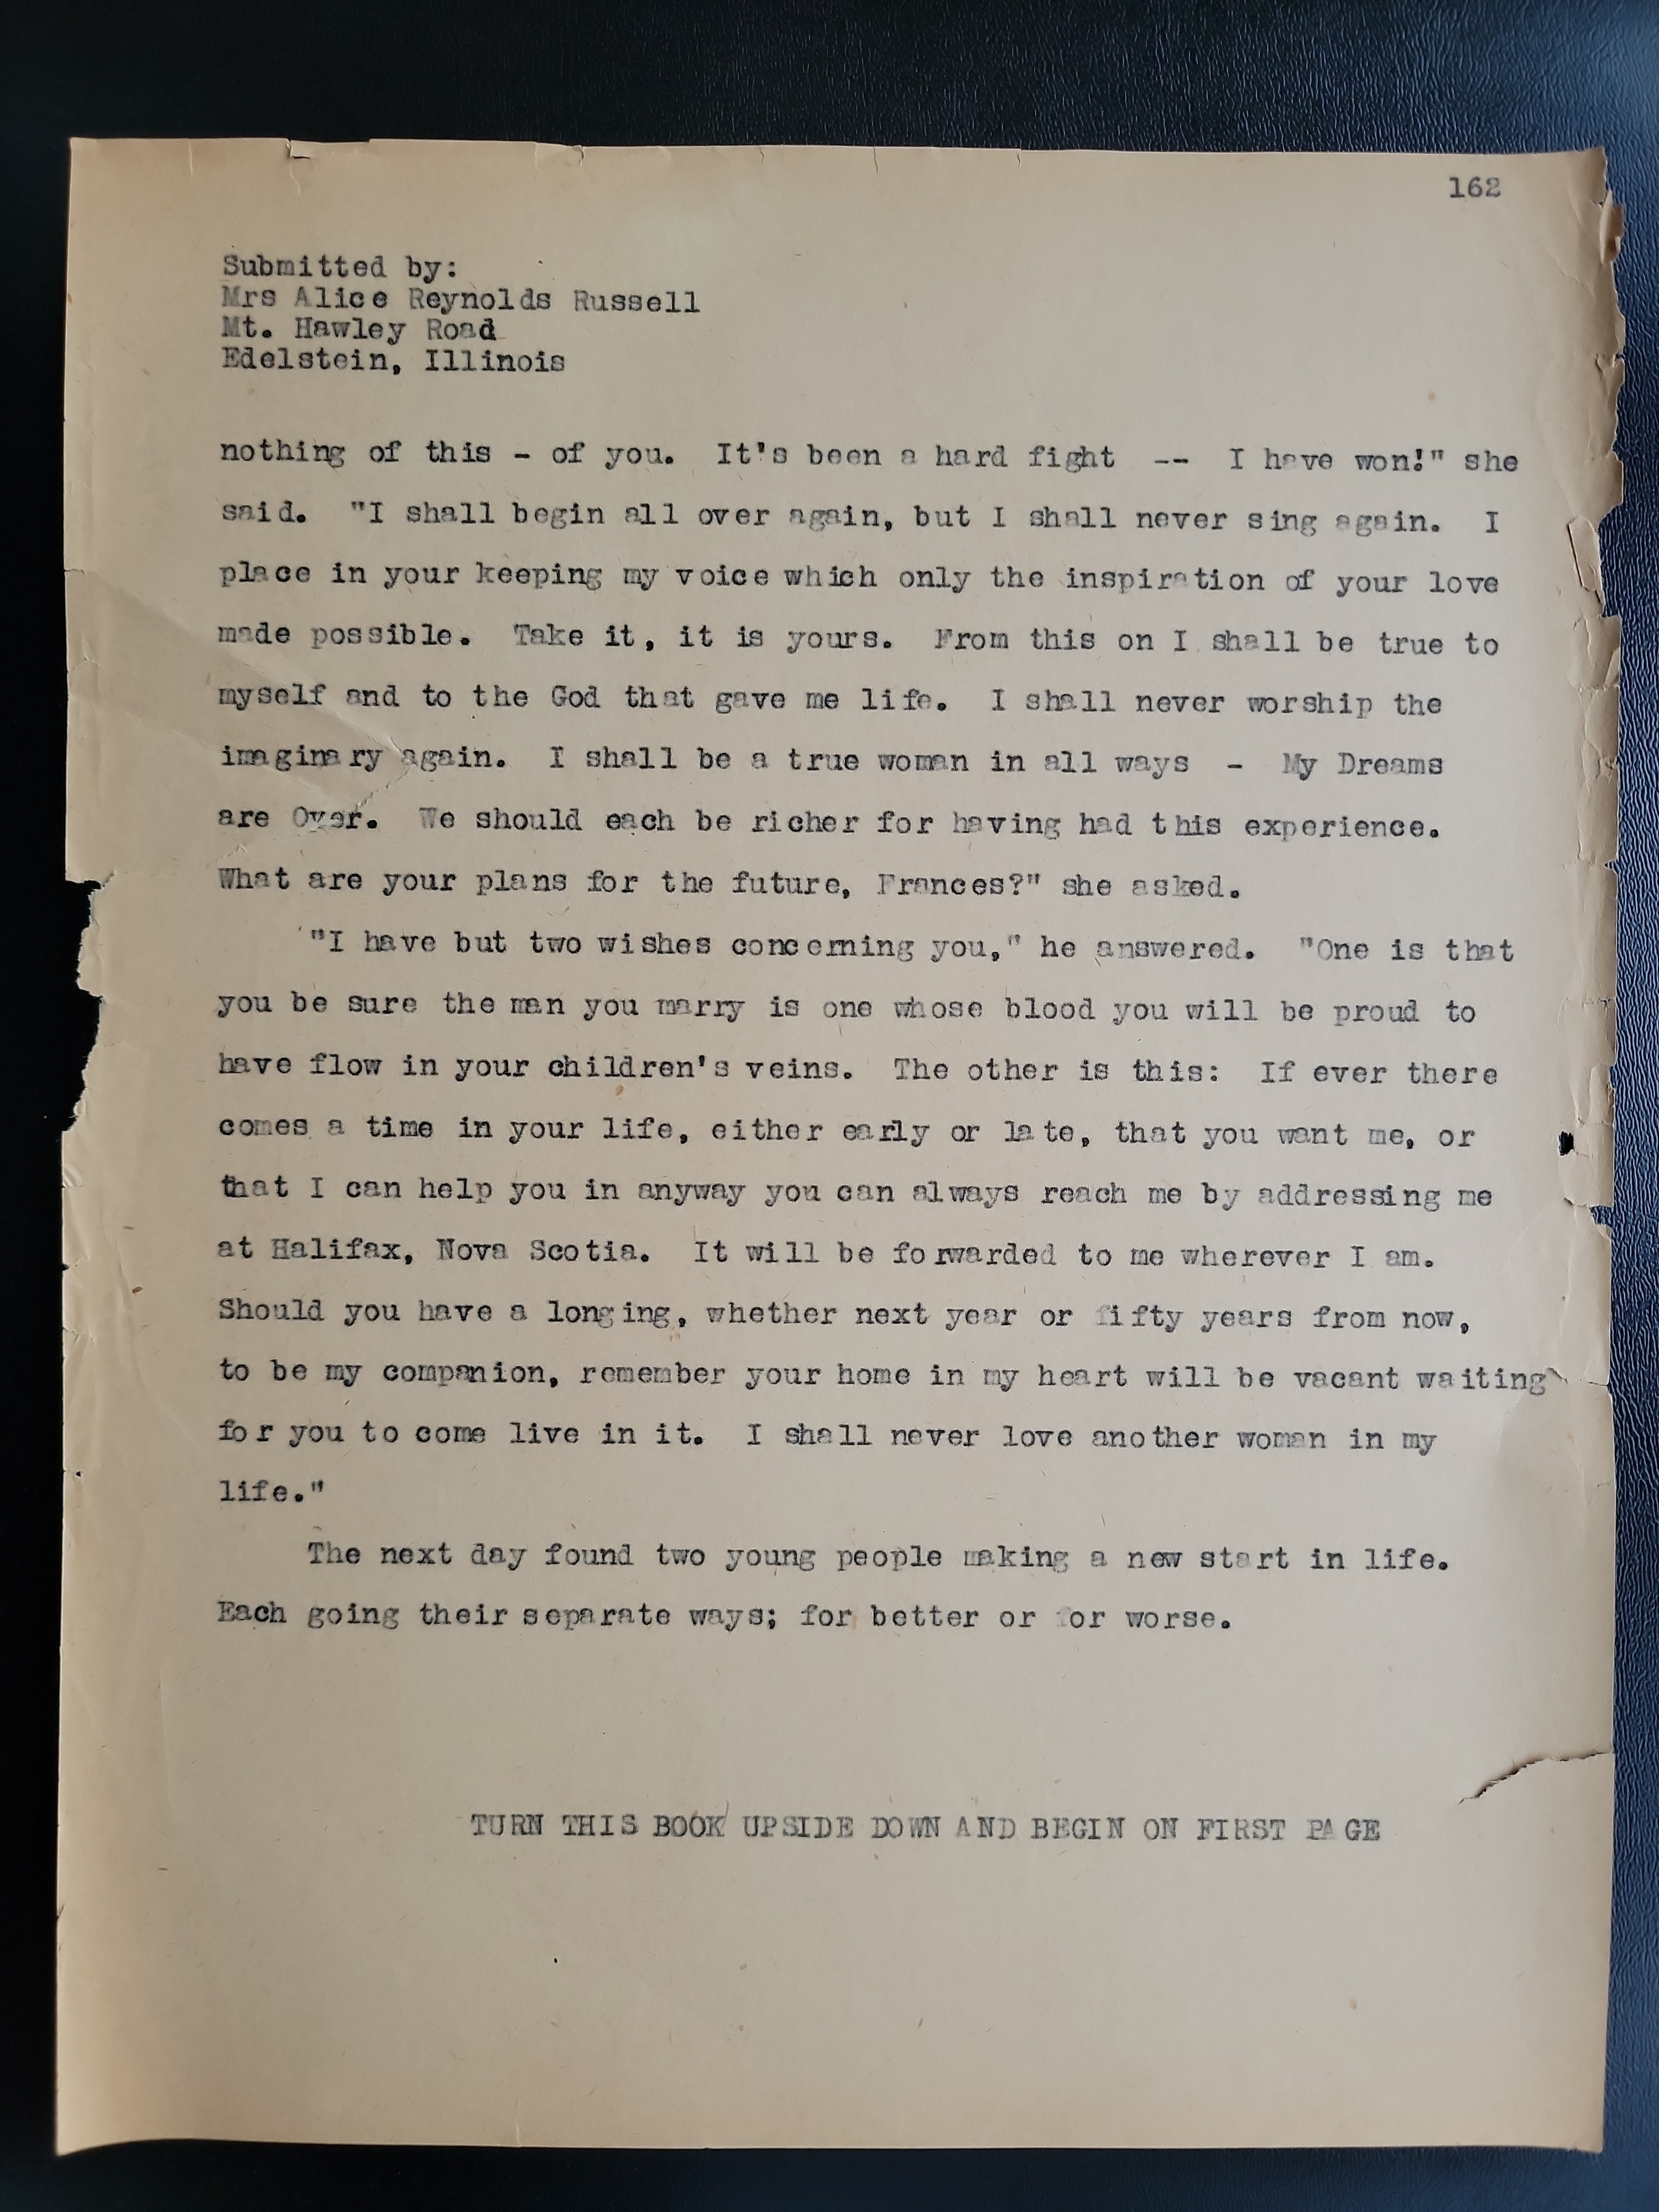 162
Submitted by:
Mrs Alice Reynolds Russell
Mt. Hawley Road
Edelstein, Illinois
nothing of this - of you. It's been a hard fight -- I have won!" she
said. "I shall begin all over again, but I shall never sing again. I
place in your keeping my voice which only the inspiration of your love
made possible. Take it, it is yours. From this on I shall be true to
myself and to the God that gave me life. I shall never worship the
imaginary again. I shall be a true woman in all ways - My Dreams
are Over. We should each be richer for having had this experience.
What are your plans for the future, Frances?" she asked.
"I have but two wishes concerning you," he answered. "One is that
you be sure the man you marry is one whose blood you will be proud to
have flow in your children's veins. The other is this: If ever there
comes a time in your life, either early or late, that you want me, or
that I can help you in anyway you can always reach me by addressing me
at Halifax, Nova Scotia. It will be forwarded to me wherever I am.
Should you have a longing, whether next year or fifty years from now,
to be my companion, remember your home in my heart will be vacant waiting
for you to come live in it. I shall never love another woman in my
life."
The next day found two young people making a new start in life.
Each going their separate ways; for better or for worse.
TURN THIS BOOK UPSIDE DOWN AND BEGIN ON FIRST PAGE